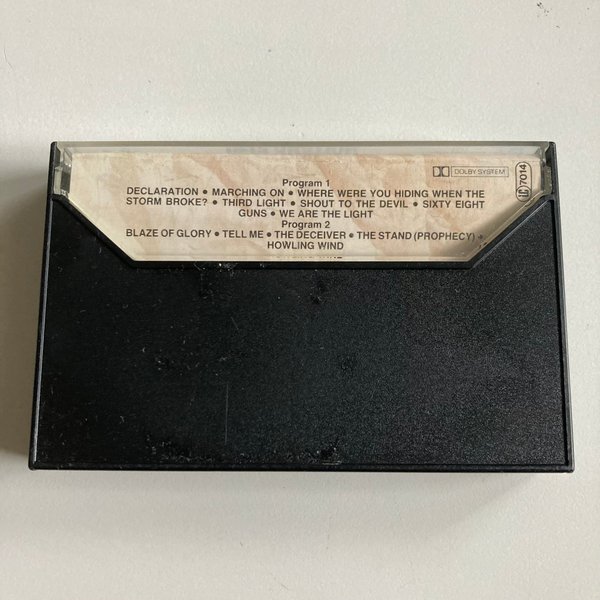 Program 1
DECLARATION • MARCHING ON • WHERE WERE YOU HIDING WHEN THE
STORM BROKE? • THIRD LIGHT • SHOUT TO THE DEVIL • SIXTY EIGHT
GUNS • WE ARE THE LIGHT
Program 2
BLAZE OF GLORY • TELL ME • THE DECEIVER • THE STAND (PROPHECY) •
HOWLING WIND
DOLBY SYSTEM
7014